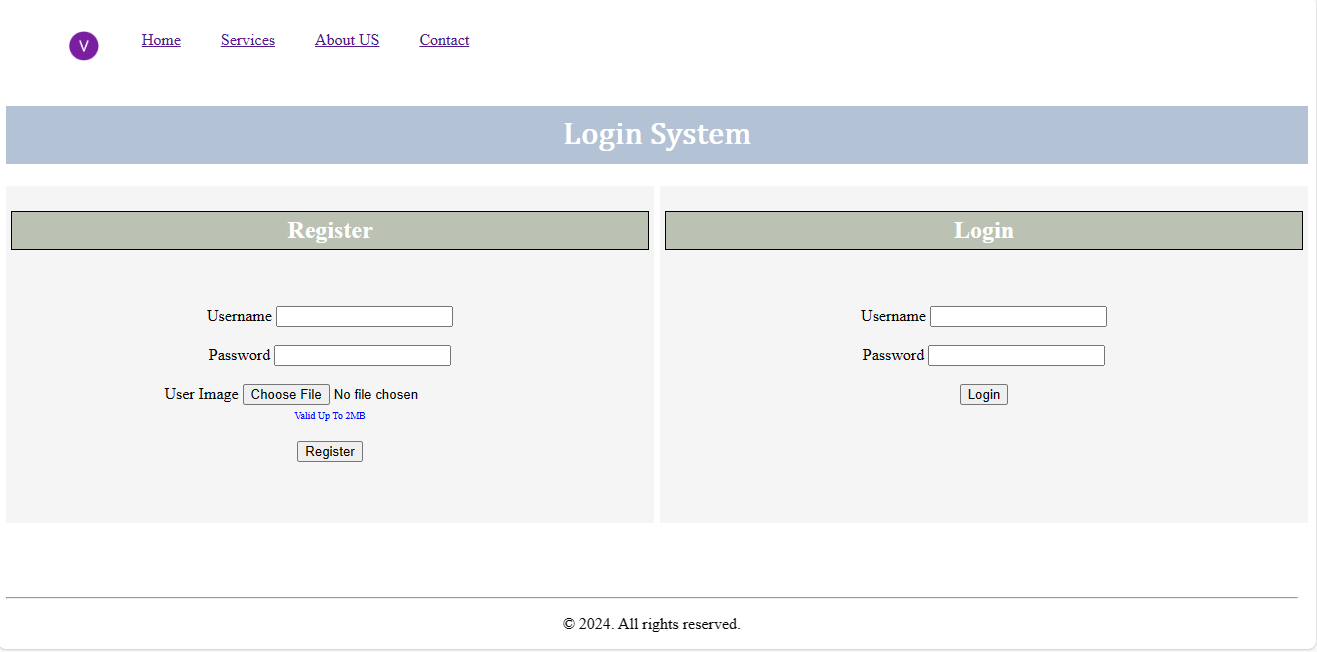 V Home Services About US Contact
Login System
Register
Username
Password
User Image Choose File No file chosen
Valid Up To 2MB
Register
Login
Username
Password
Login
© 2024. All rights reserved.